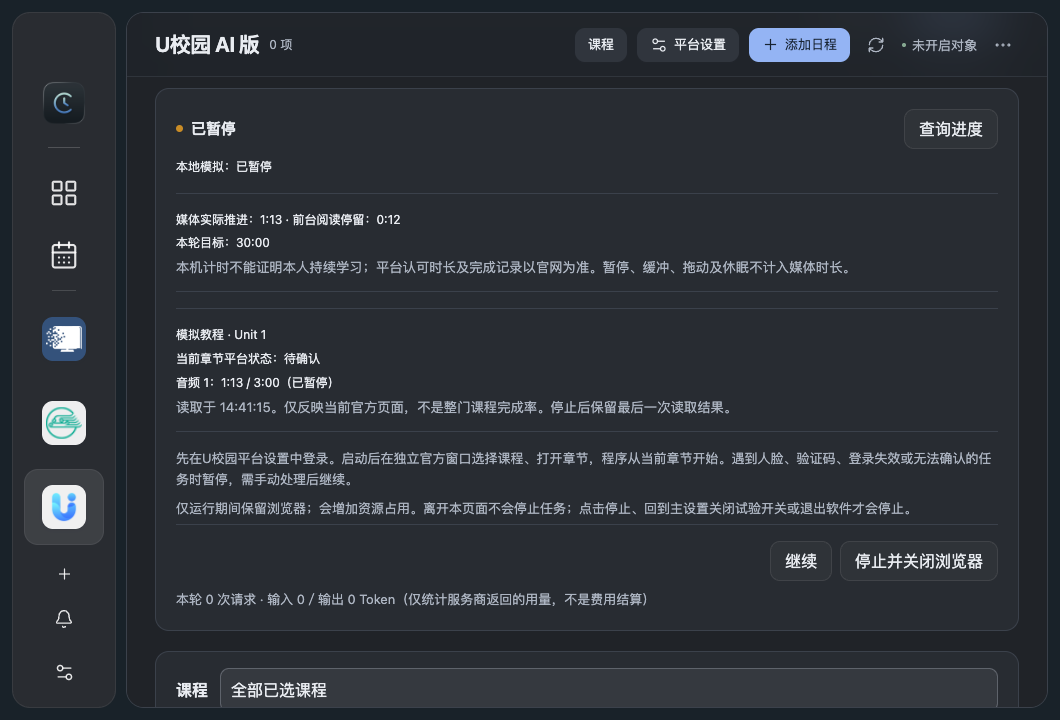 U校园 AI 版 0 项
课程 平台设置 添加日程 未开启对象
已暂停 查询进度
本地模拟：已暂停
媒体实际推进：1:13 · 前台阅读停留：0:12
本轮目标：30:00
本机计时不能证明本人持续学习；平台认可时长及完成记录以官网为准。暂停、缓冲、拖动及休眠不计入媒体时长。
模拟教程 · Unit 1
当前章节平台状态：待确认
音频 1：1:13 / 3:00（已暂停）
读取于 14:41:15。仅反映当前官方页面，不是整门课程完成率。停止后保留最后一次读取结果。
先在U校园平台设置中登录。启动后在独立官方窗口选择课程、打开章节，程序从当前章节开始。遇到人脸、验证码、登录失效或无法确认的任
务时暂停，需手动处理后继续。
仅运行期间保留浏览器；会增加资源占用。离开本页面不会停止任务；点击停止、回到主设置关闭试验开关或退出软件才会停止。
继续 停止并关闭浏览器
本轮 0 次请求 · 输入 0 / 输出 0 Token（仅统计服务商返回的用量，不是费用结算）
课程 全部已选课程